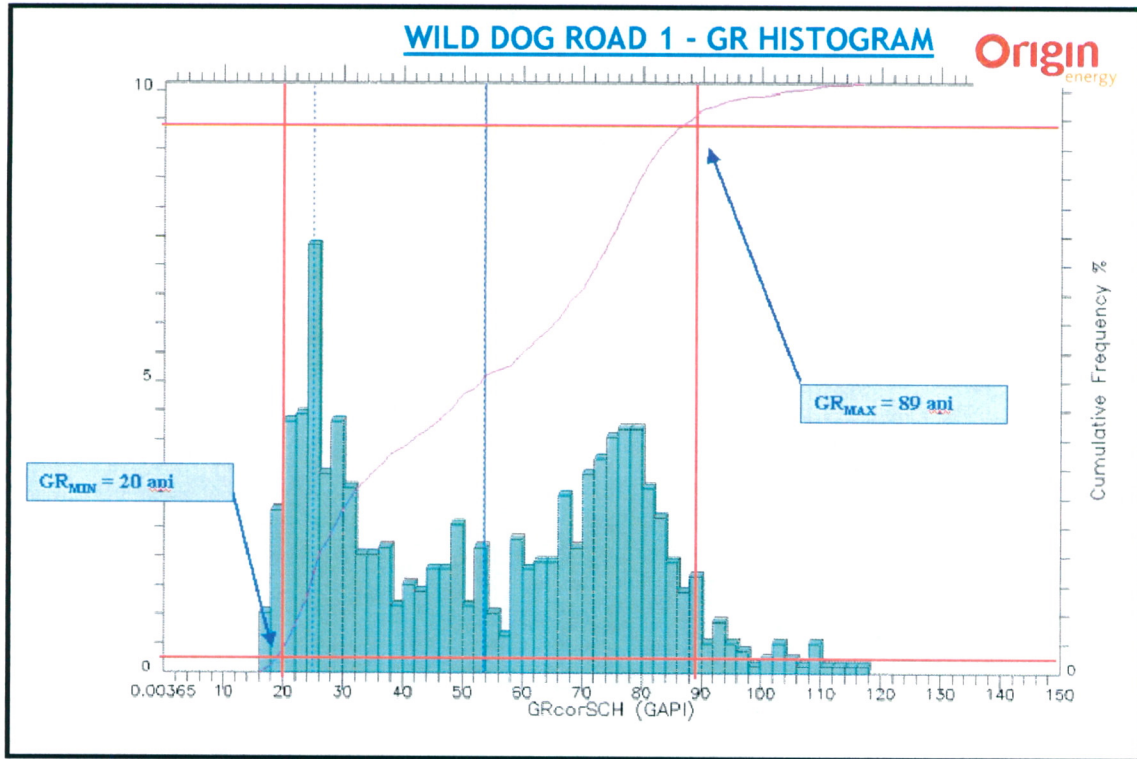 WILD DOG ROAD 1 - GR HISTOGRAM
Origin
energy
10
5
0
0
Cumulative Frequency %
GRMAX = 89 api
GRMIN = 20 api
0.00365 10 20 30 40 50 60 70 80 90 100 110 120 130 140 150
GRcorSCH (GAPI)